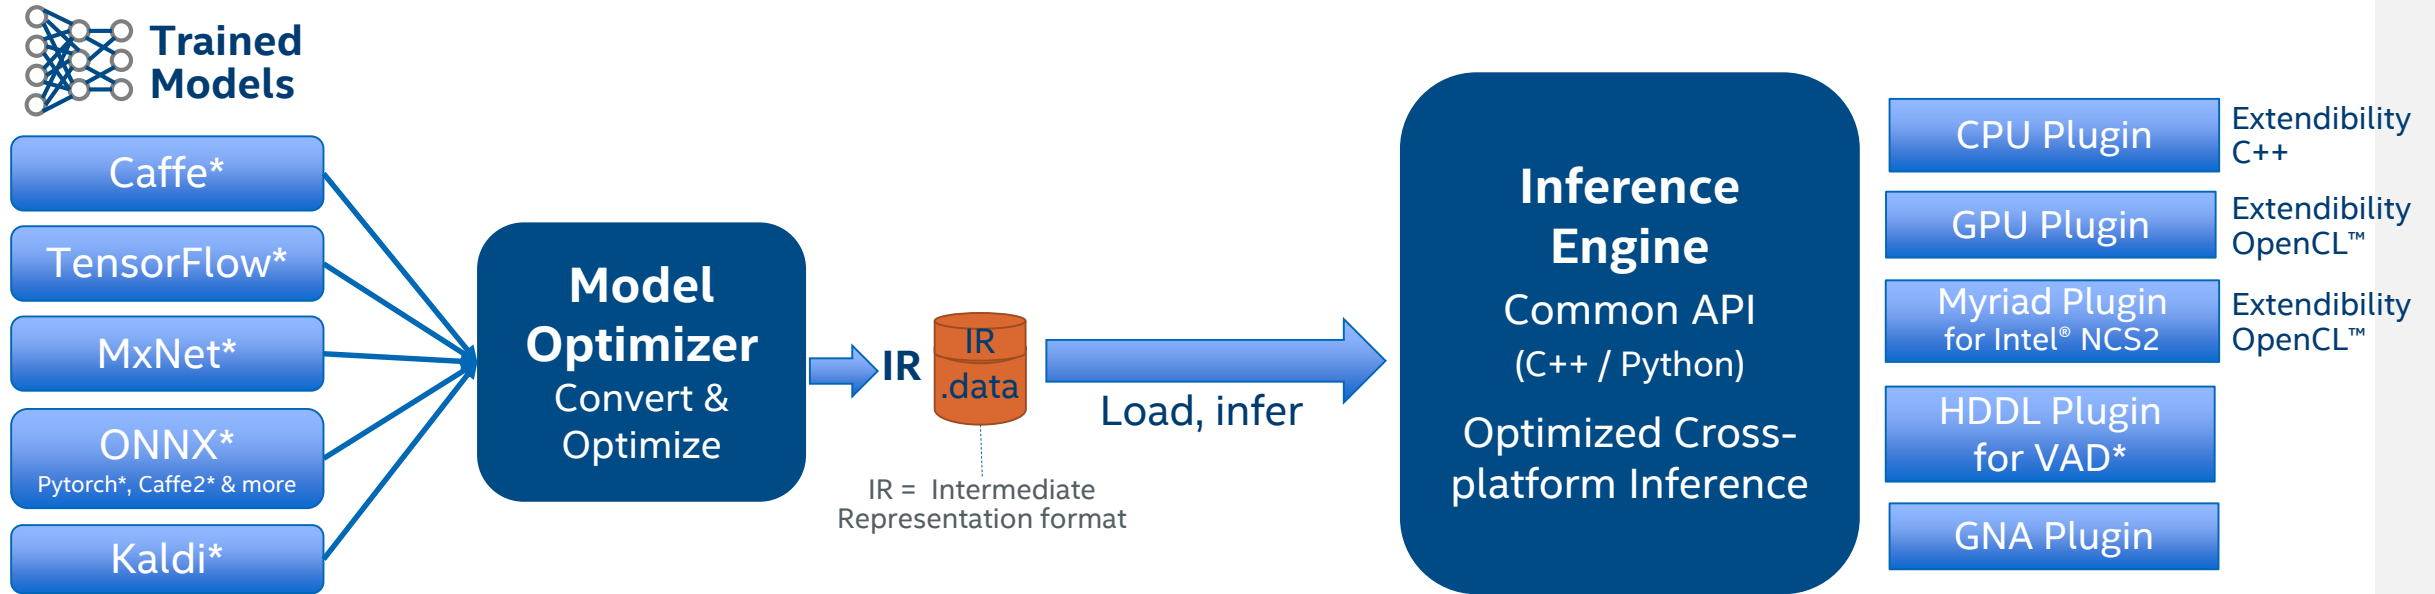 Trained
Models
Caffe*
TensorFlow*
MxNet*
ONNX*
Pytorch*, Caffe2* & more
Kaldi*
Model
Optimizer
Convert &
Optimize
IR
IR
.data
IR = Intermediate
Representation format
Load, infer
Inference
Engine
Common API
(C++ / Python)
Optimized Cross-
platform Inference
CPU Plugin
Extendibility
C++
GPU Plugin
Extendibility
OpenCL™
Myriad Plugin
for Intel® NCS2
Extendibility
OpenCL™
HDDL Plugin
for VAD*
GNA Plugin